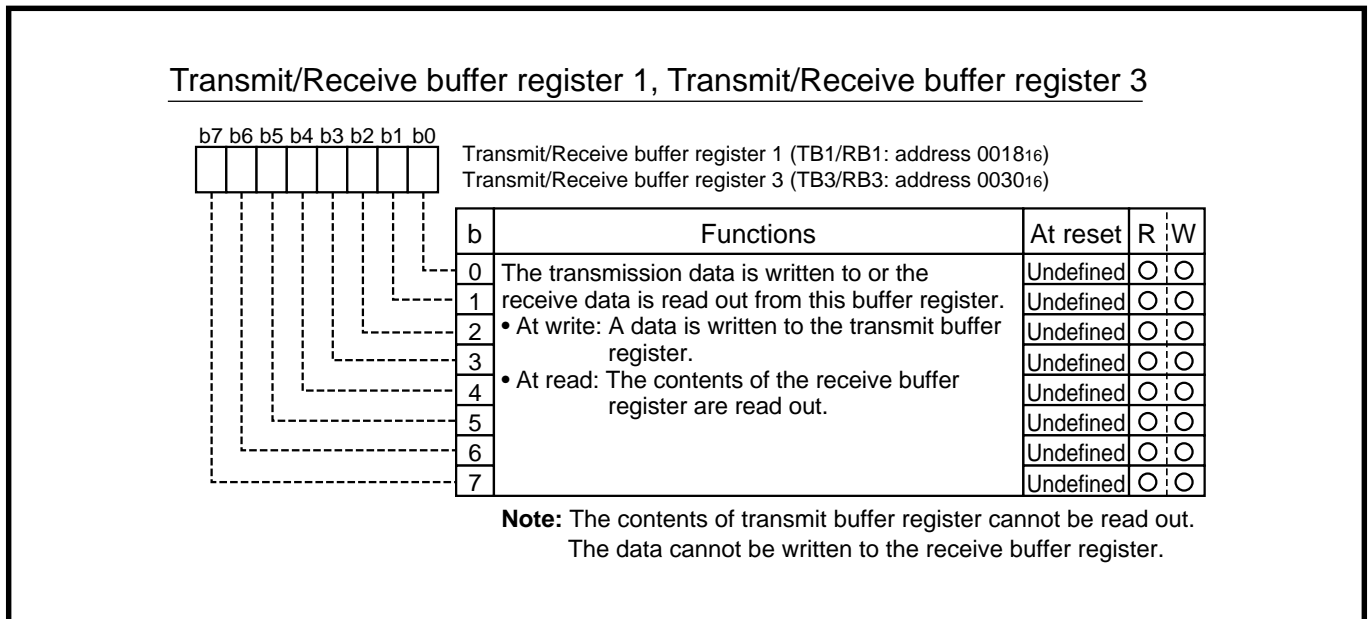 Transmit/Receive buffer register 1, Transmit/Receive buffer register 3
b7 b6 b5 b4 b3 b2 b1 b0
Transmit/Receive buffer register 1 (TB1/RB1: address 001816)
Transmit/Receive buffer register 3 (TB3/RB3: address 003016)
b Functions At reset R W
0 The transmission data is written to or the Undefined ○ ○
1 receive data is read out from this buffer register. Undefined ○ ○
2 • At write: A data is written to the transmit buffer Undefined ○ ○
3 register. Undefined ○ ○
4 • At read: The contents of the receive buffer Undefined ○ ○
5 register are read out. Undefined ○ ○
6 Undefined ○ ○
7 Undefined ○ ○
Note: The contents of transmit buffer register cannot be read out.
The data cannot be written to the receive buffer register.